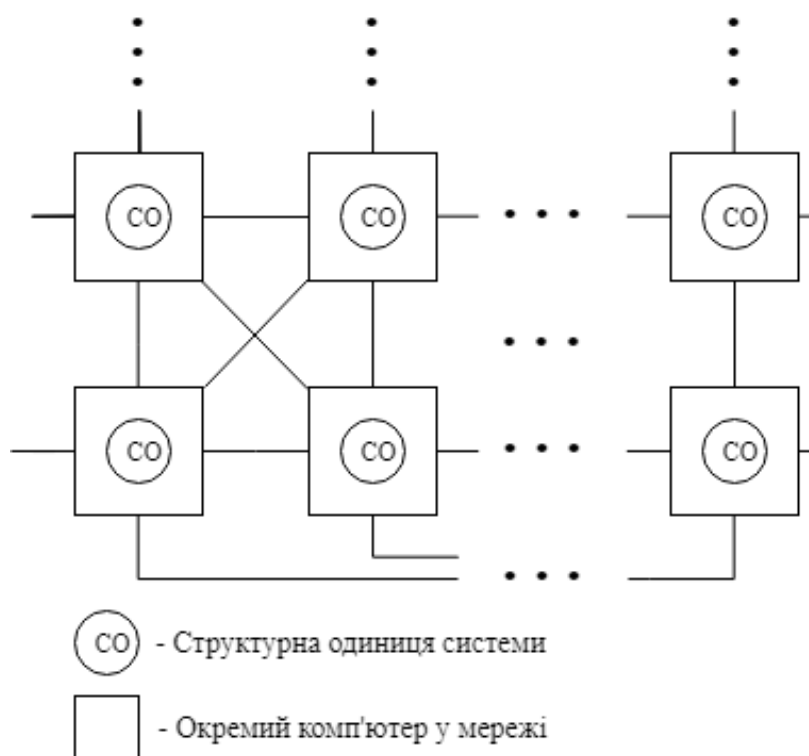 СО СО СО
СО СО СО
СО - Структурна одиниця системи
- Окремий комп'ютер у мережі